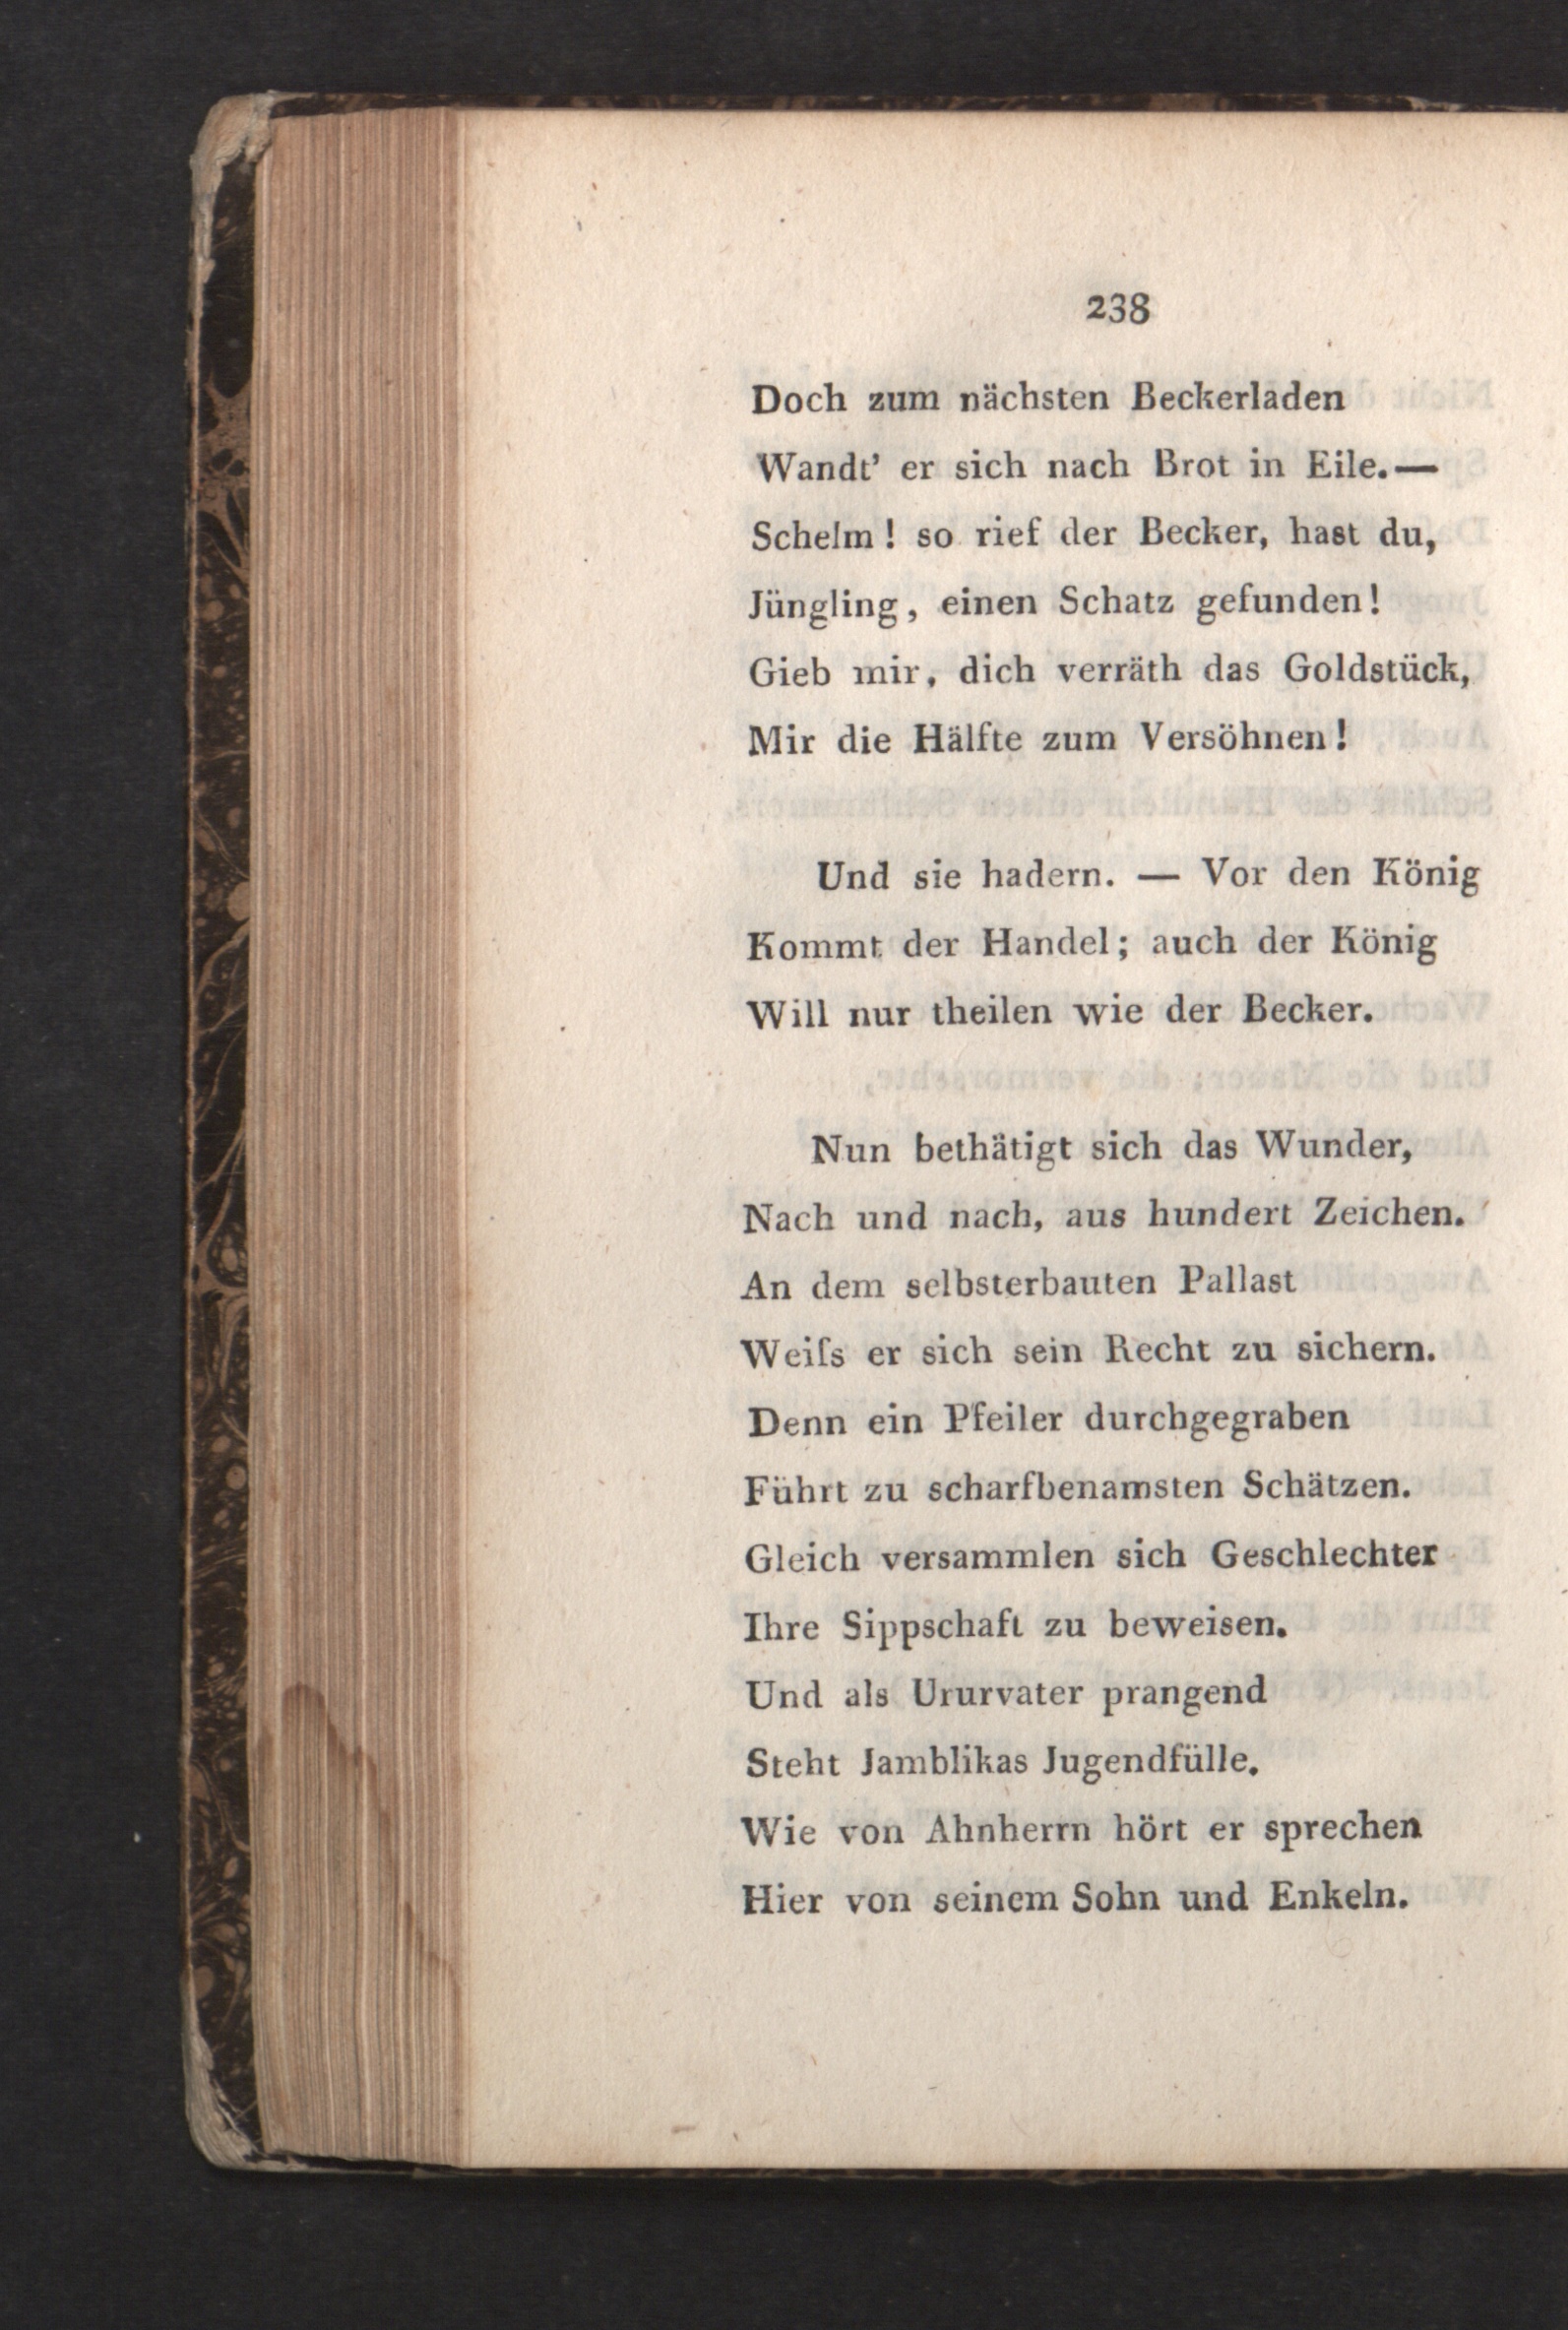 238
Doch zum nächsten Beckerladen
Wandt' er sich nach Brot in Eile.—
Schelm! so rief der Becker, hast du,
Jüngling, einen Schatz gefunden!
Gieb mir, dich verräth das Goldstück,
Mir die Hälfte zum Versöhnen!
Und sie hadern. — Vor den König
Kommt der Handel; auch der König
Will nur theilen wie der Becker.
Nun bethätigt sich das Wunder,
Nach und nach, aus hundert Zeichen.
An dem selbsterbauten Pallast
Weiſs er sich sein Recht zu sichern.
Denn ein Pfeiler durchgegraben
Führt zu scharfbenamsten Schätzen.
Gleich versammlen sich Geschlechter
Ihre Sippschaft zu beweisen.
Und als Ururvater prangend
Steht Jamblikas Jugendfülle.
Wie von Ahnherrn hört er sprechen
Hier von seinem Sohn und Enkeln.